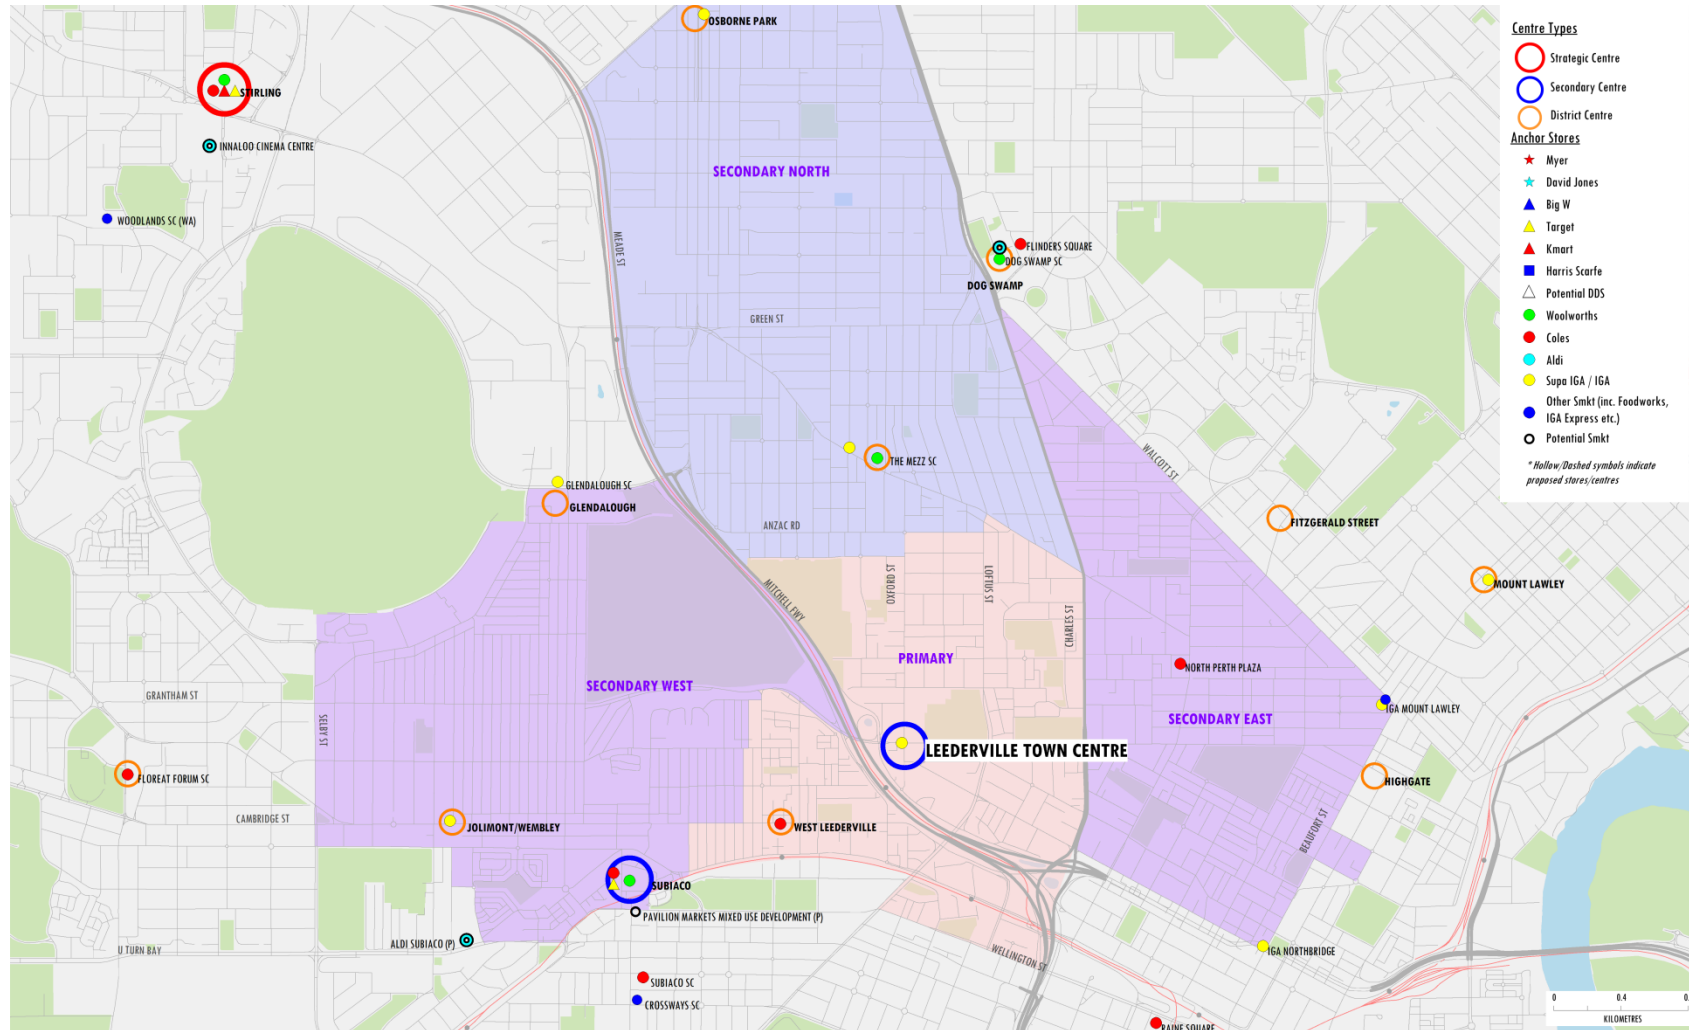 OSBORNE PARK
STIRLING
INNALOO CINEMA CENTRE
WOODLANDS SC (WA)
SECONDARY NORTH
MEADE ST
FLINDERS SQUARE
DOG SWAMP SC
DOG SWAMP
GREEN ST
WALCOTT ST
THE MEZZ SC
GLENDALOUGH SC
GLENDALOUGH
ANZAC RD
FITZGERALD STREET
OXFORD ST
LOFTUS ST
CHARLES ST
MITCHELL FWY
MOUNT LAWLEY
PRIMARY
NORTH PERTH PLAZA
SECONDARY WEST
GRANTHAM ST
SELBY ST
IGA MOUNT LAWLEY
SECONDARY EAST
LEEDERVILLE TOWN CENTRE
FLOREAT FORUM SC
HIGHGATE
CAMBRIDGE ST
JOLIMONT/WEMBLEY
WEST LEEDERVILLE
BEAUFORT ST
SUBIACO
PAVILION MARKETS MIXED USE DEVELOPMENT (P)
ALDI SUBIACO (P)
U TURN BAY
WELLINGTON ST
IGA NORTHBRIDGE
SUBIACO SC
CROSSWAYS SC
RAINE SQUARE
Centre Types
Strategic Centre
Secondary Centre
District Centre
Anchor Stores
Myer
David Jones
Big W
Target
Kmart
Harris Scarfe
Potential DDS
Woolworths
Coles
Aldi
Supa IGA / IGA
Other Smkt (inc. Foodworks,
IGA Express etc.)
Potential Smkt
* Hollow/Dashed symbols indicate
proposed stores/centres
0 0.4
KILOMETRES